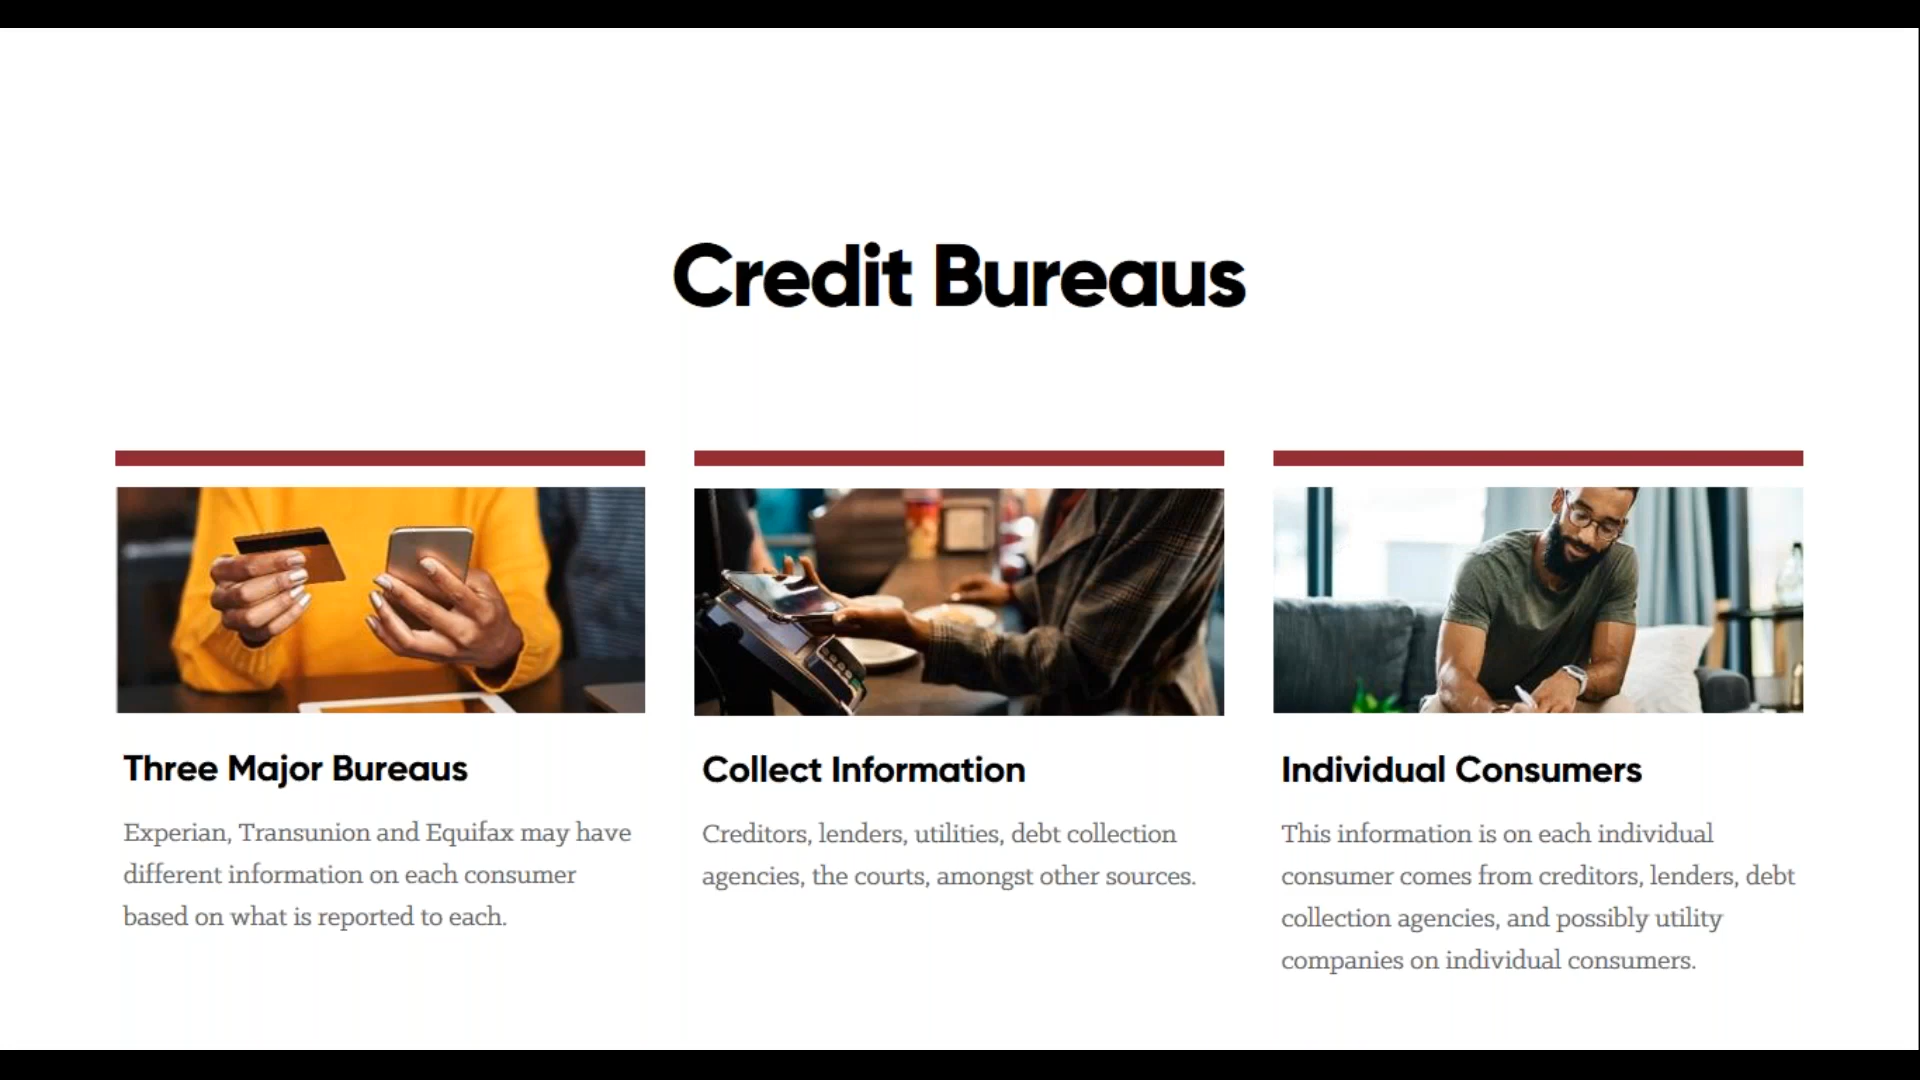 Credit Bureaus
Three Major Bureaus
Experian, Transunion and Equifax may have
different information on each consumer
based on what is reported to each.
Collect Information
Creditors, lenders, utilities, debt collection
agencies, the courts, amongst other sources.
Individual Consumers
This information is on each individual
consumer comes from creditors, lenders, debt
collection agencies, and possibly utility
companies on individual consumers.